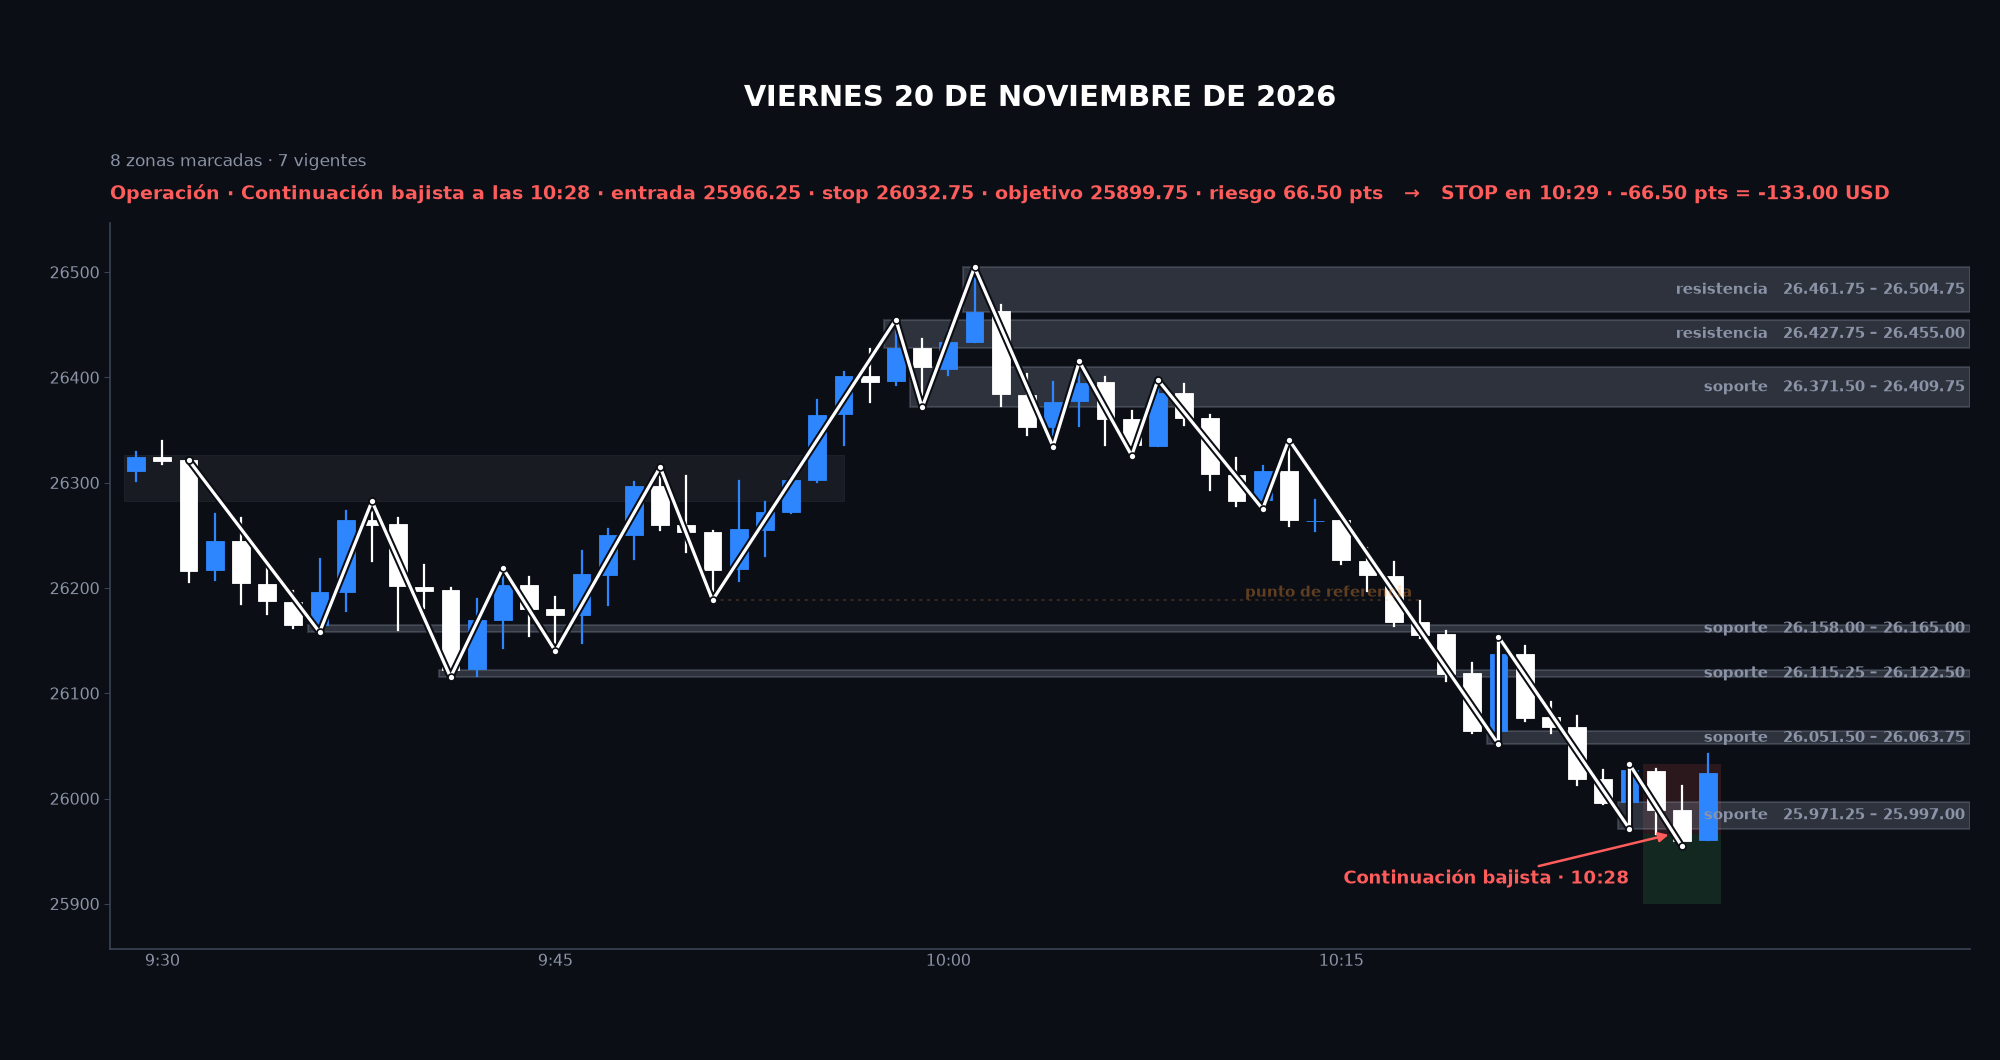 VIERNES 20 DE NOVIEMBRE DE 2026
8 zonas marcadas · 7 vigentes
Operación · Continuación bajista a las 10:28 · entrada 25966.25 · stop 26032.75 · objetivo 25899.75 · riesgo 66.50 pts → STOP en 10:29 · -66.50 pts = -133.00 USD
26500
resistencia 26.461.75 – 26.504.75
resistencia 26.427.75 – 26.455.00
26400
soporte 26.371.50 – 26.409.75
26300
26200
punto de referencia
soporte 26.158.00 – 26.165.00
soporte 26.115.25 – 26.122.50
26100
soporte 26.051.50 – 26.063.75
26000
soporte 25.971.25 – 25.997.00
Continuación bajista · 10:28
25900
9:30 9:45 10:00 10:15